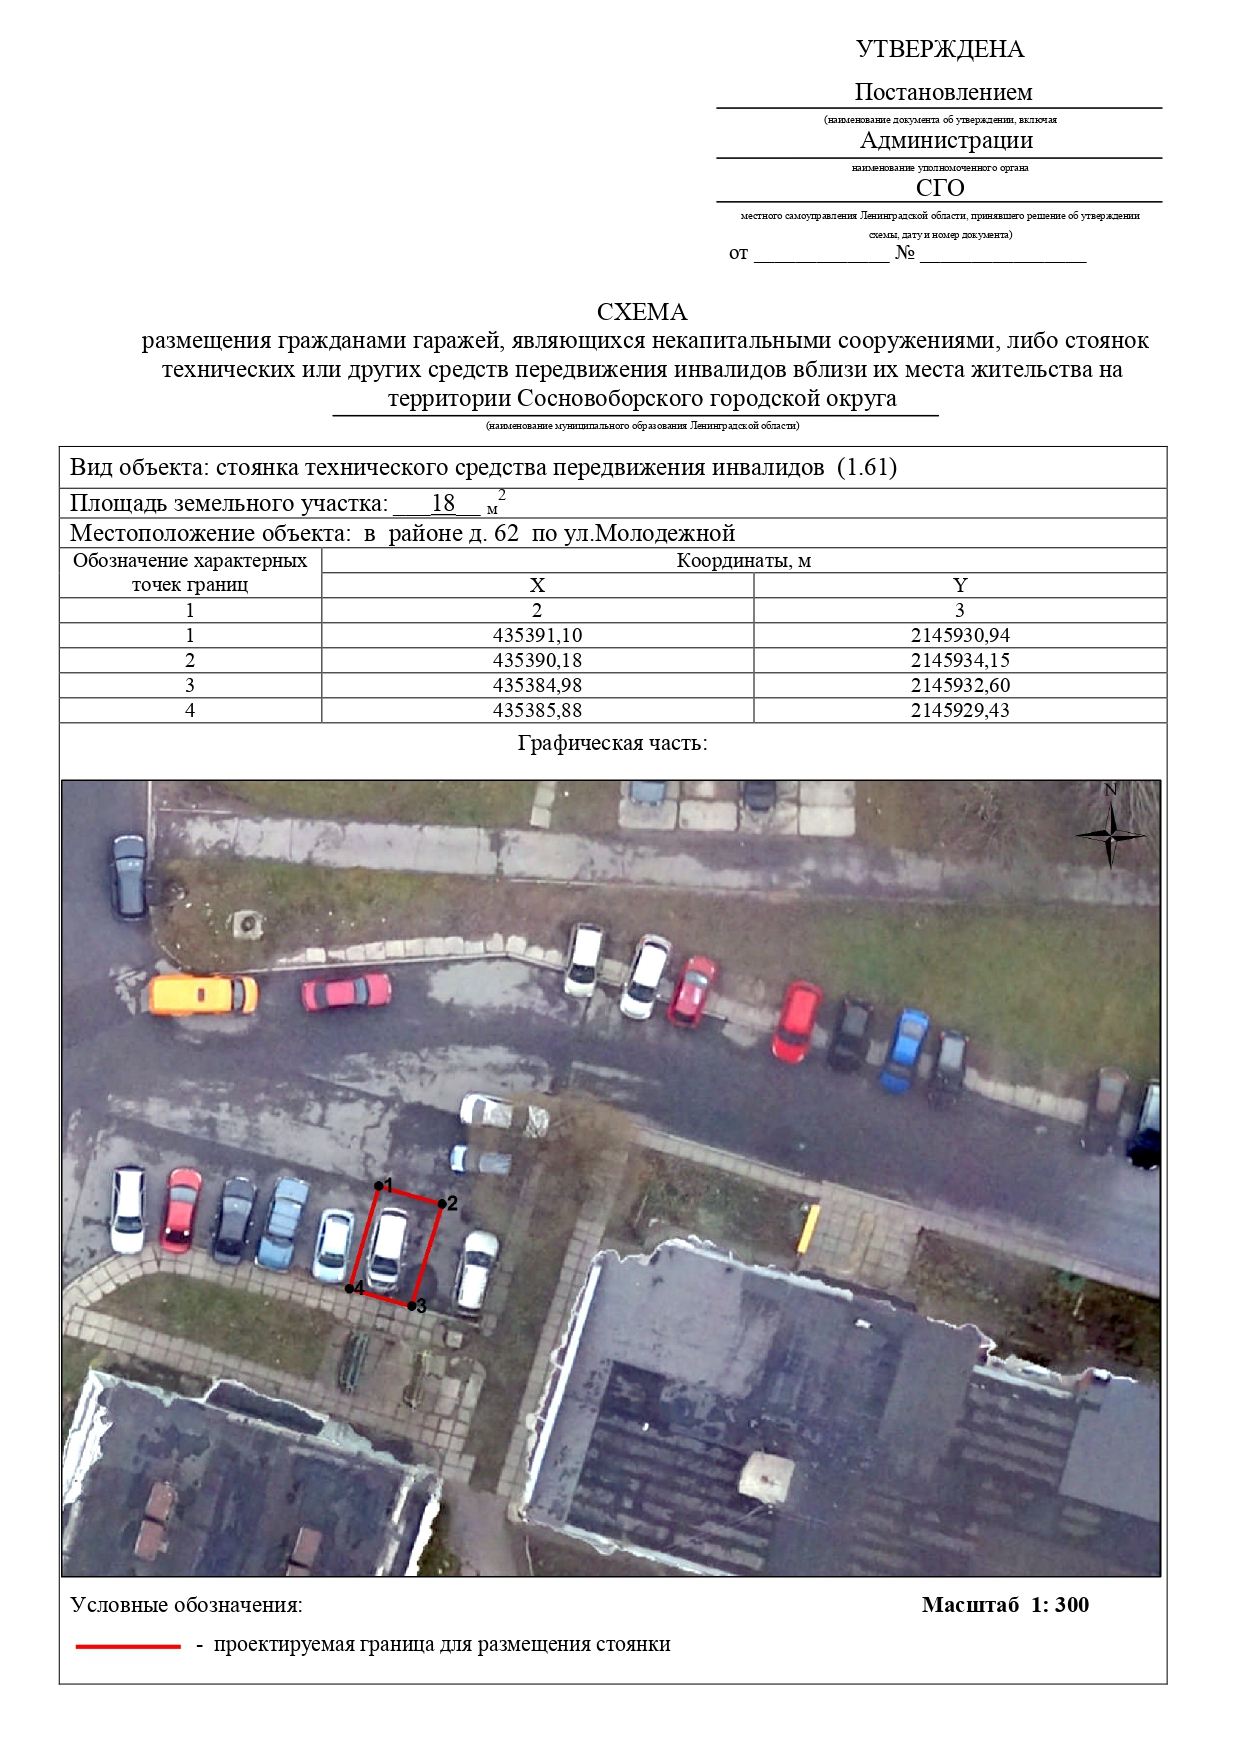 УТВЕРЖДЕНА
Постановлением
(наименование документа об утверждении, включая
Администрации
наименование уполномоченного органа
СГО
местного самоуправления Ленинградской области, принявшего решение об утверждении
схемы, дату и номер документа)
от _____________ № ________________
СХЕМА
размещения гражданами гаражей, являющихся некапитальными сооружениями, либо стоянок
технических или других средств передвижения инвалидов вблизи их места жительства на
территории Сосновоборского городской округа
(наименование муниципального образования Ленинградской области)
Вид объекта: стоянка технического средства передвижения инвалидов (1.61)
Площадь земельного участка: ___18__ м2
Местоположение объекта: в районе д. 62 по ул.Молодежной
Обозначение характерных точек границ Координаты, м
X Y
1 2 3
1 435391,10 2145930,94
2 435390,18 2145934,15
3 435384,98 2145932,60
4 435385,88 2145929,43
Графическая часть:
N
1
2
4
3
Условные обозначения: Масштаб 1: 300
- проектируемая граница для размещения стоянки